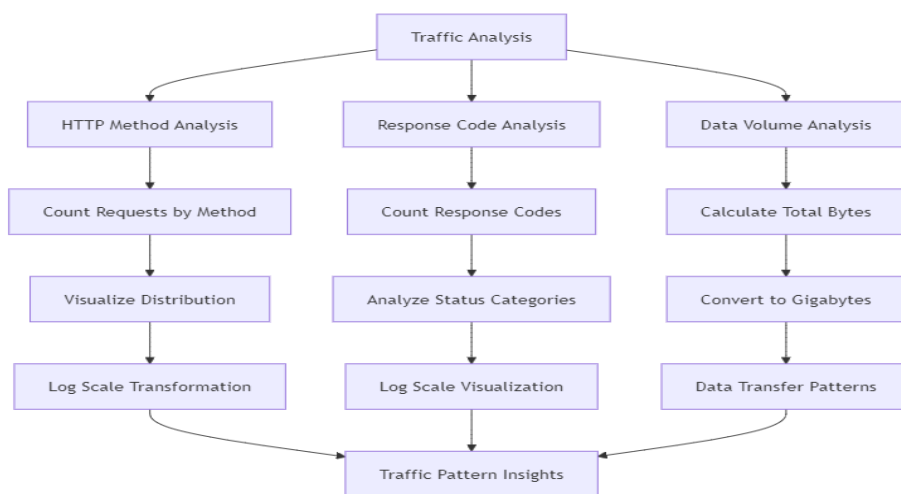 Traffic Analysis
HTTP Method Analysis
Response Code Analysis
Data Volume Analysis
Count Requests by Method
Count Response Codes
Calculate Total Bytes
Visualize Distribution
Analyze Status Categories
Convert to Gigabytes
Log Scale Transformation
Log Scale Visualization
Data Transfer Patterns
Traffic Pattern Insights